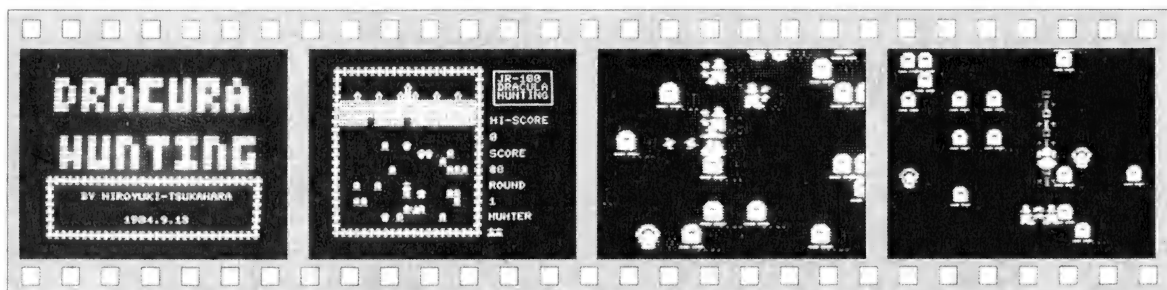 DRACURA
HUNTING
BY HIROYUKI-TSUKAHARA
1984.9.13
JR-100
DRACULA
HUNTING
HI-SCORE
0
SCORE
80
ROUND
1
HUNTER